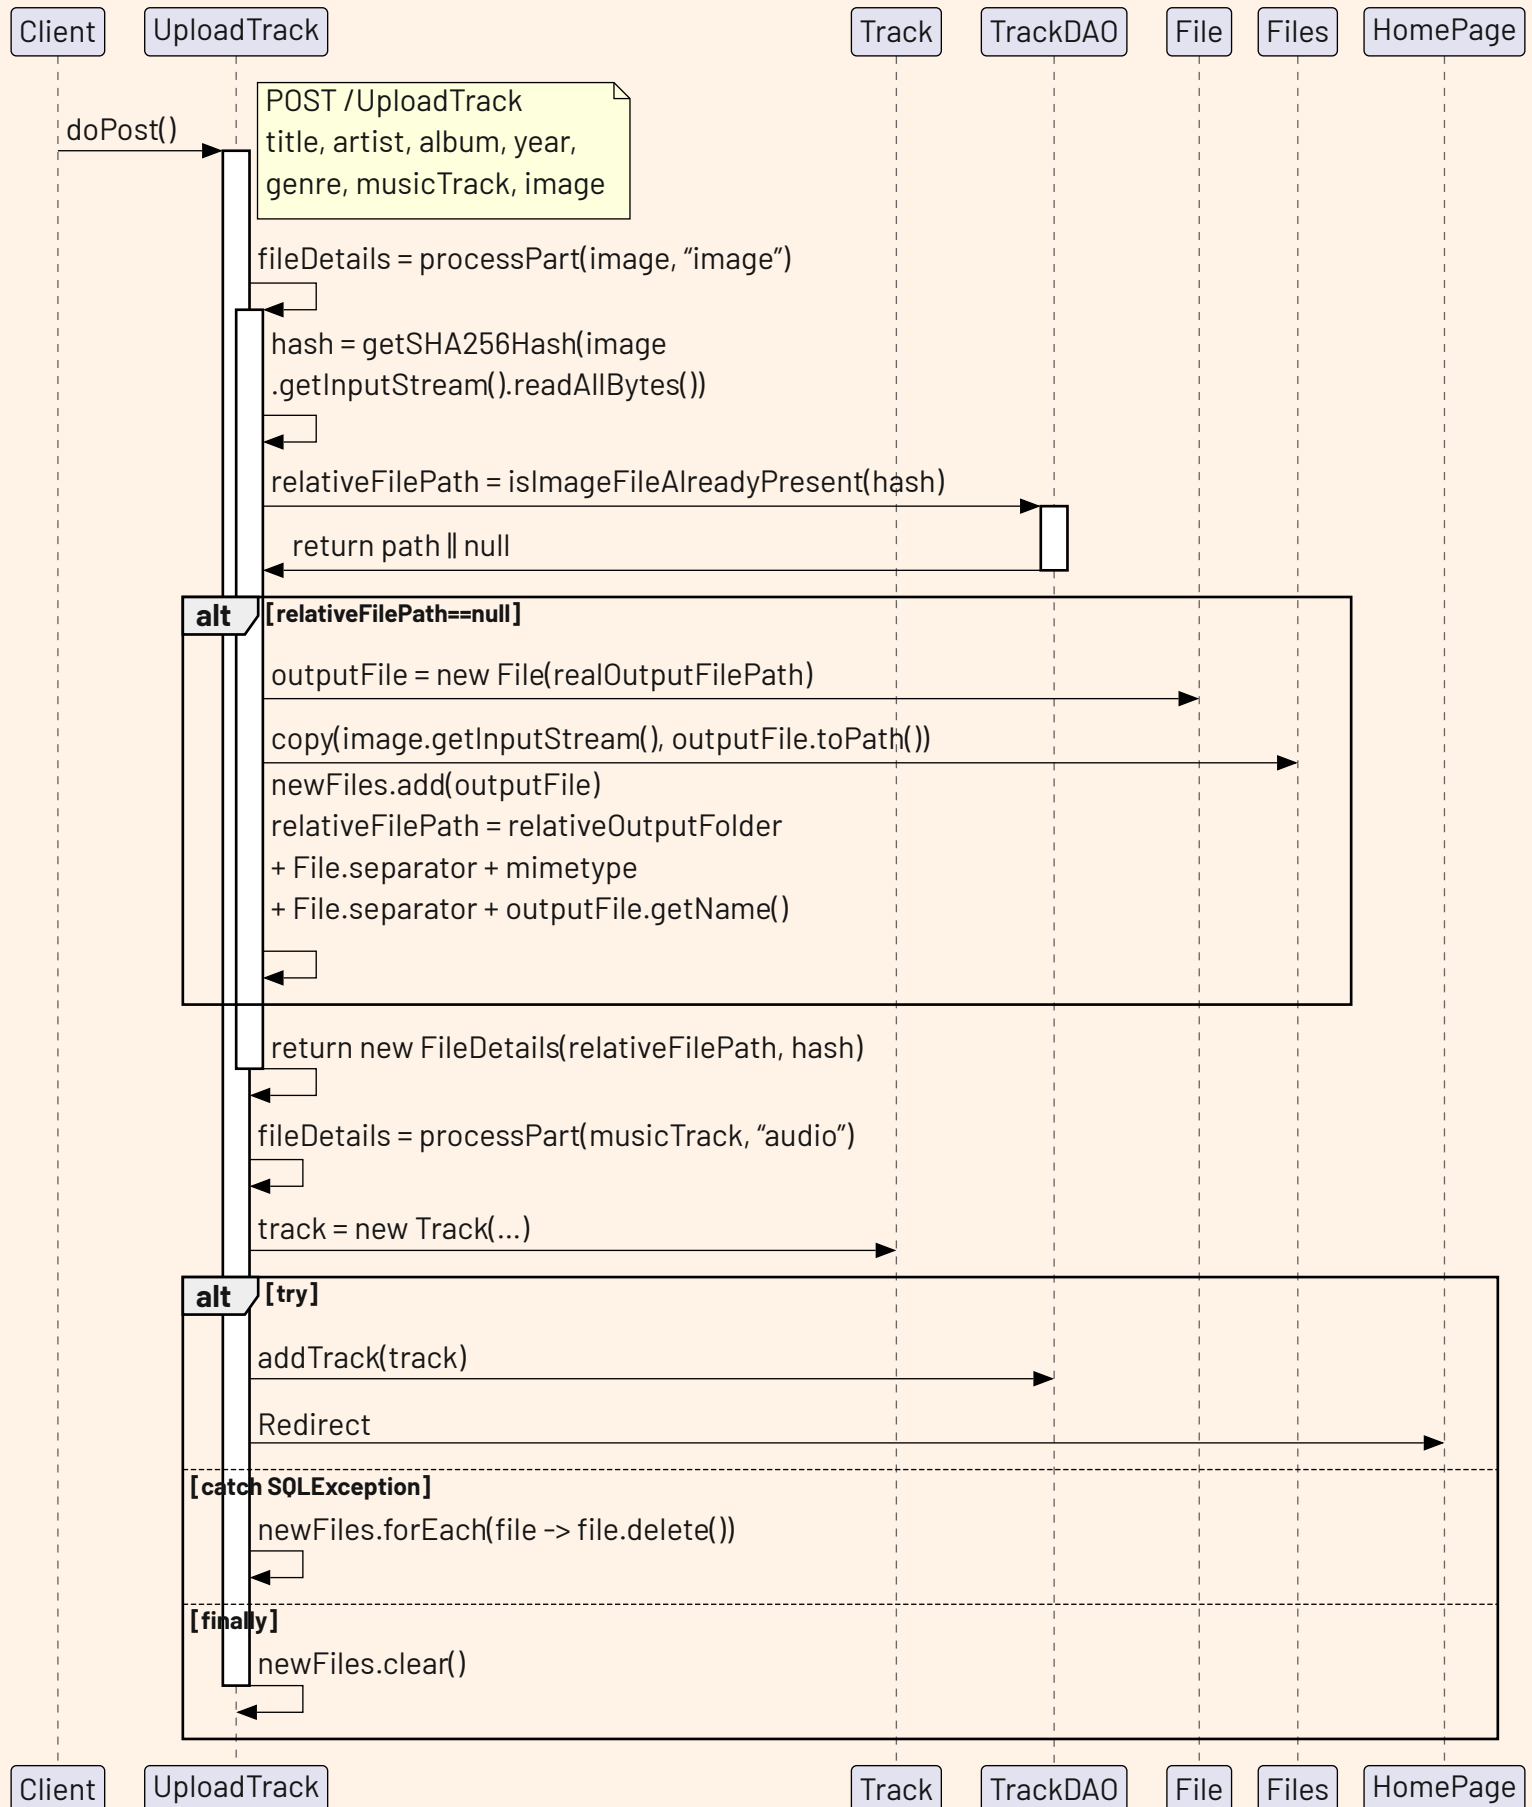 Client UploadTrack Track TrackDAO File Files HomePage
POST /UploadTrack
title, artist, album, year,
genre, musicTrack, image
doPost()
fileDetails = processPart(image, “image”)
hash = getSHA256Hash(image
.getInputStream().readAllBytes())
relativeFilePath = isImageFileAlreadyPresent(hash)
return path || null
alt [relativeFilePath==null]
outputFile = new File(realOutputFilePath)
copy(image.getInputStream(), outputFile.toPath())
newFiles.add(outputFile)
relativeFilePath = relativeOutputFolder
+ File.separator + mimetype
+ File.separator + outputFile.getName()
return new FileDetails(relativeFilePath, hash)
fileDetails = processPart(musicTrack, “audio”)
track = new Track(...)
alt [try]
addTrack(track)
Redirect
[catch SQLException]
newFiles.forEach(file -> file.delete())
[finally]
newFiles.clear()
Client UploadTrack Track TrackDAO File Files HomePage